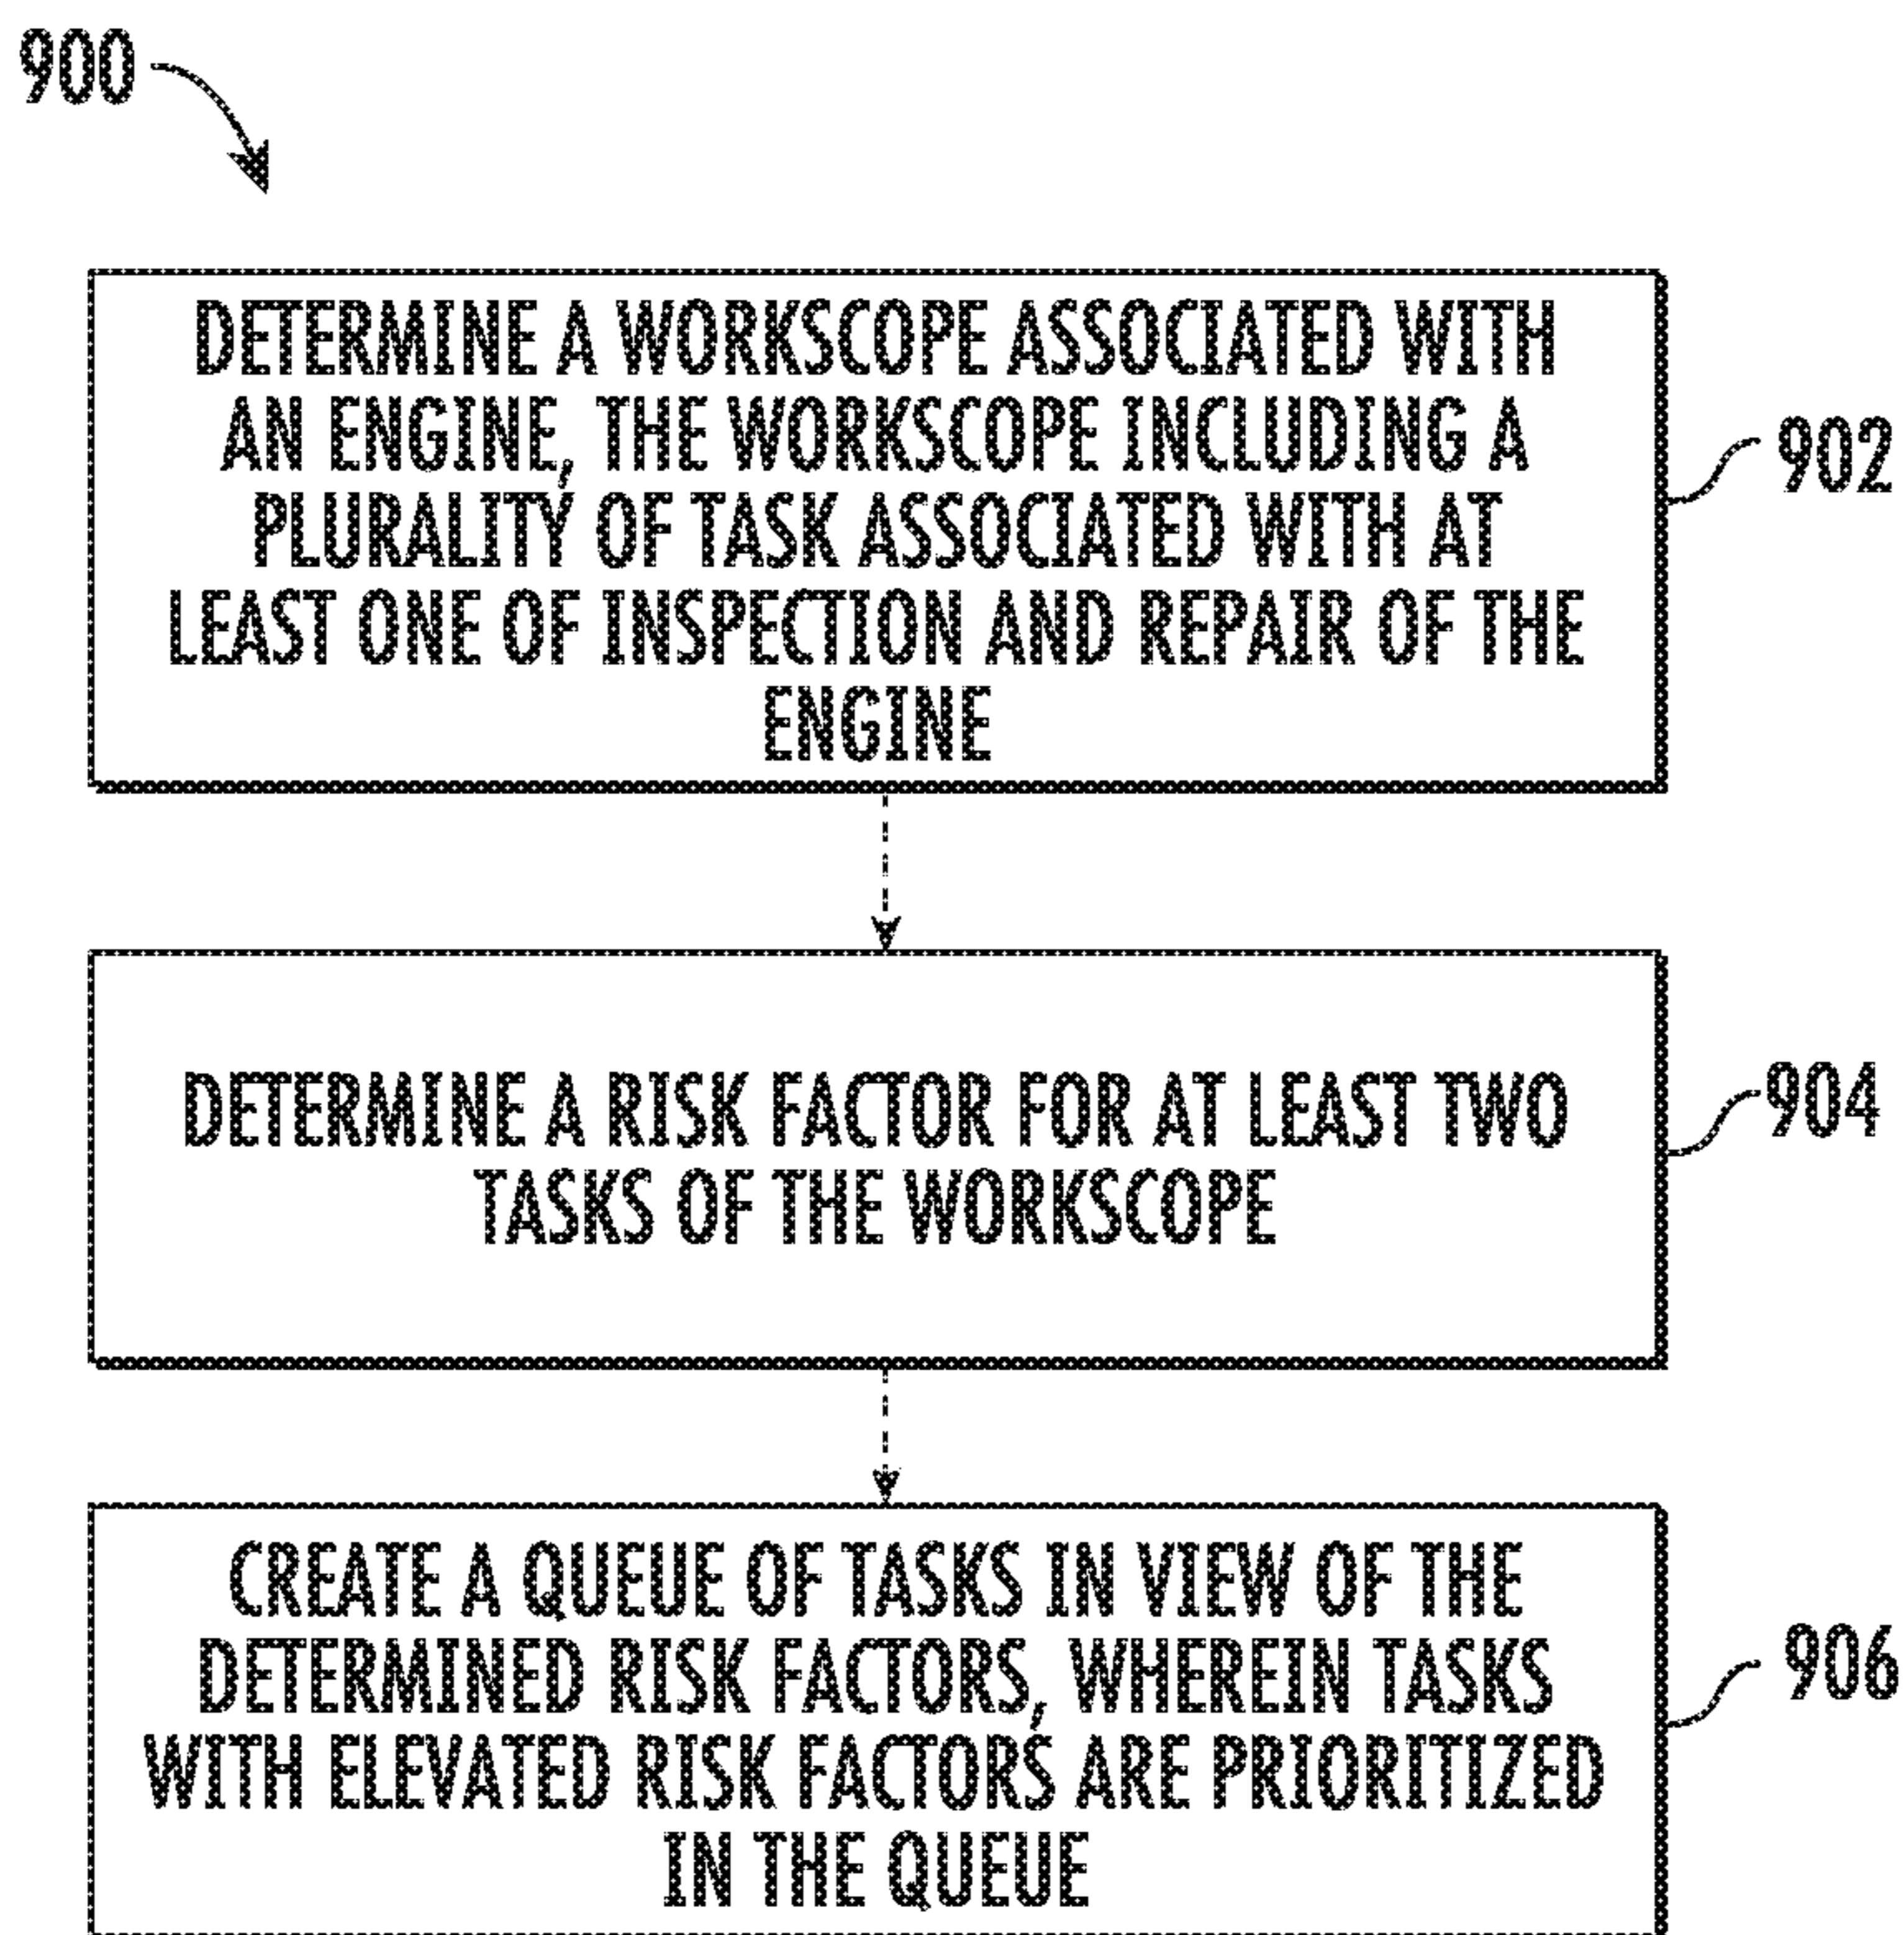 900
DETERMINE A WORKSCOPE ASSOCIATED WITH
AN ENGINE, THE WORKSCOPE INCLUDING A
PLURALITY OF TASK ASSOCIATED WITH AT
LEAST ONE OF INSPECTION AND REPAIR OF THE
ENGINE
902
DETERMINE A RISK FACTOR FOR AT LEAST TWO
TASKS OF THE WORKSCOPE
904
CREATE A QUEUE OF TASKS IN VIEW OF THE
DETERMINED RISK FACTORS, WHEREIN TASKS
WITH ELEVATED RISK FACTORS ARE PRIORITIZED
IN THE QUEUE
906